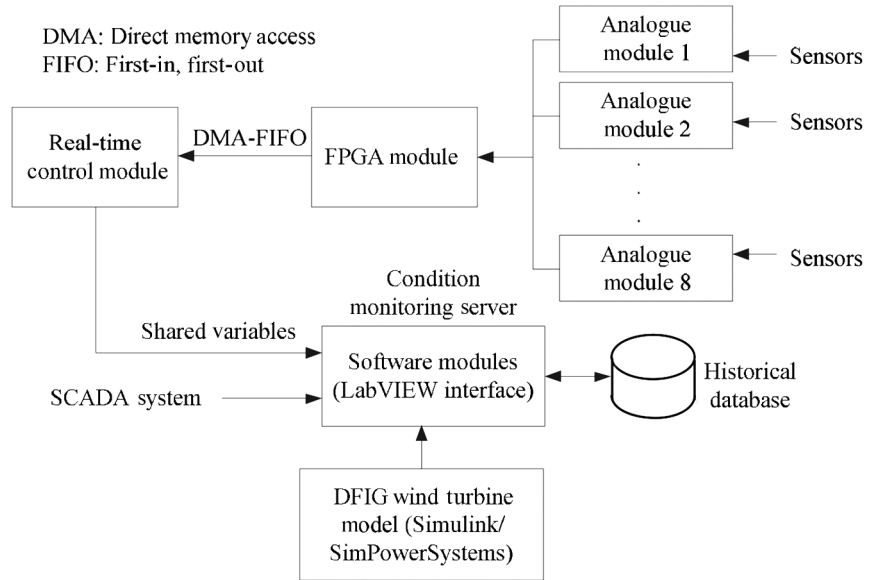 DMA: Direct memory access
FIFO: First-in, first-out
Analogue
module 1
Sensors
Analogue
module 2
Sensors
.
.
.
Analogue
module 8
Sensors
Real-time
control module
DMA-FIFO
FPGA module
Condition
monitoring server
Shared variables
Software modules
(LabVIEW interface)
SCADA system
Historical
database
DFIG wind turbine
model (Simulink/
SimPowerSystems)